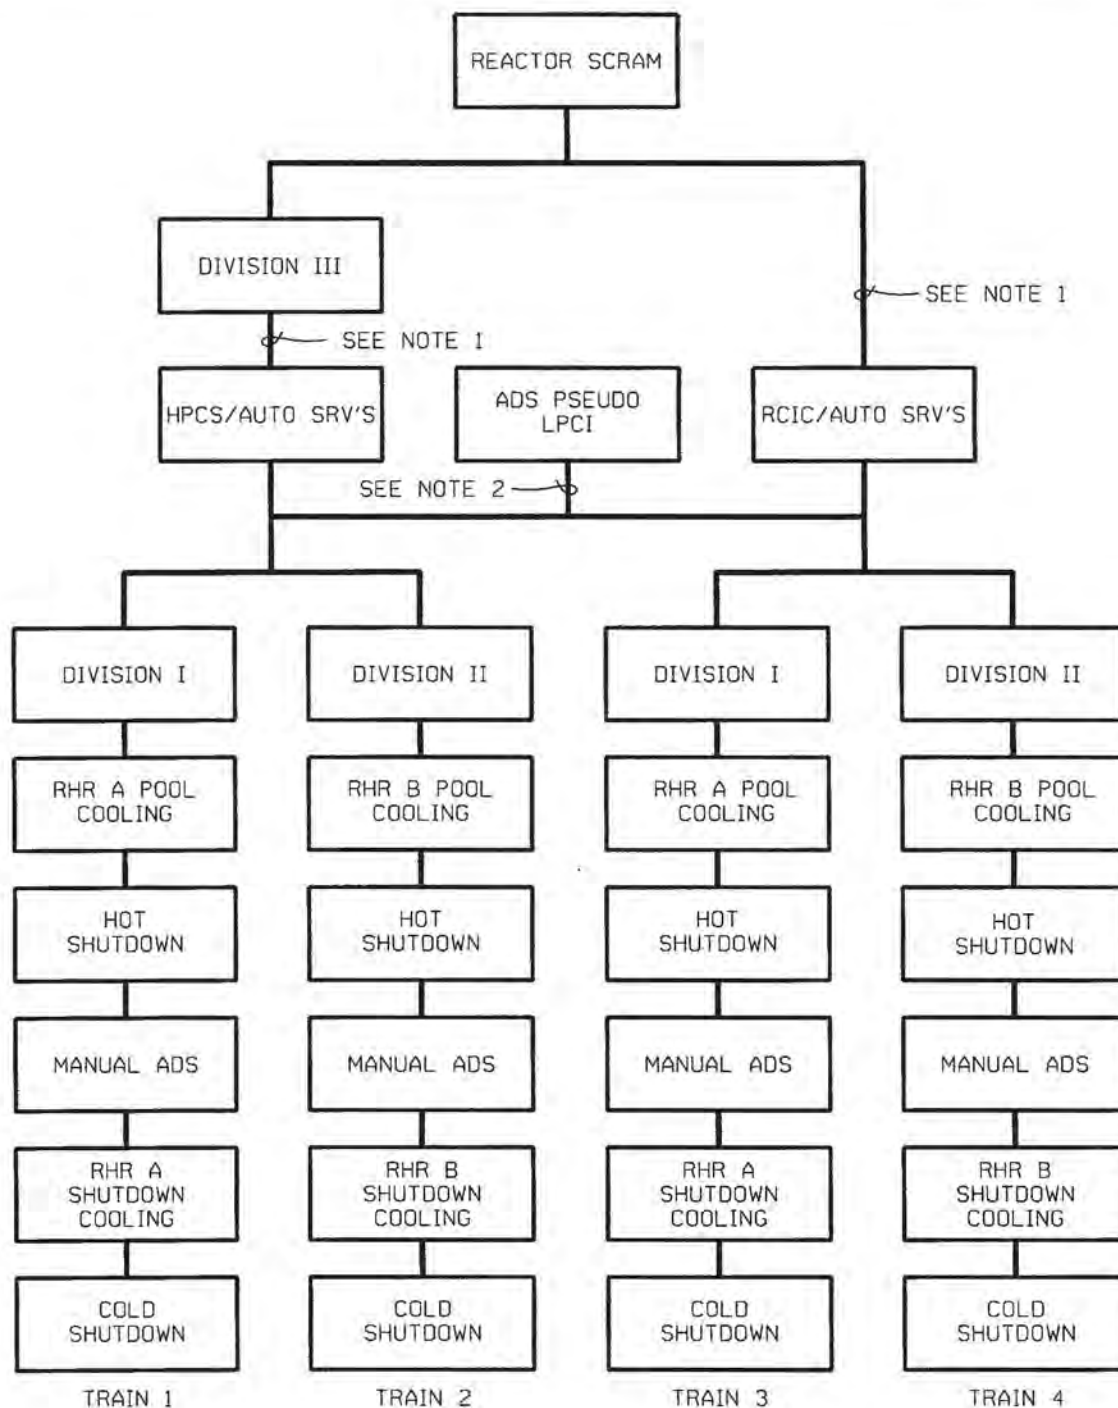 REACTOR SCRAM
DIVISION III
SEE NOTE 1
SEE NOTE 1
HPCS/AUTO SRV'S
ADS PSEUDO
LPCI
RCIC/AUTO SRV'S
SEE NOTE 2
DIVISION I
DIVISION II
DIVISION I
DIVISION II
RHR A POOL
COOLING
RHR B POOL
COOLING
RHR A POOL
COOLING
RHR B POOL
COOLING
HOT
SHUTDOWN
HOT
SHUTDOWN
HOT
SHUTDOWN
HOT
SHUTDOWN
MANUAL ADS
MANUAL ADS
MANUAL ADS
MANUAL ADS
RHR A
SHUTDOWN
COOLING
RHR B
SHUTDOWN
COOLING
RHR A
SHUTDOWN
COOLING
RHR B
SHUTDOWN
COOLING
COLD
SHUTDOWN
COLD
SHUTDOWN
COLD
SHUTDOWN
COLD
SHUTDOWN
TRAIN 1
TRAIN 2
TRAIN 3
TRAIN 4